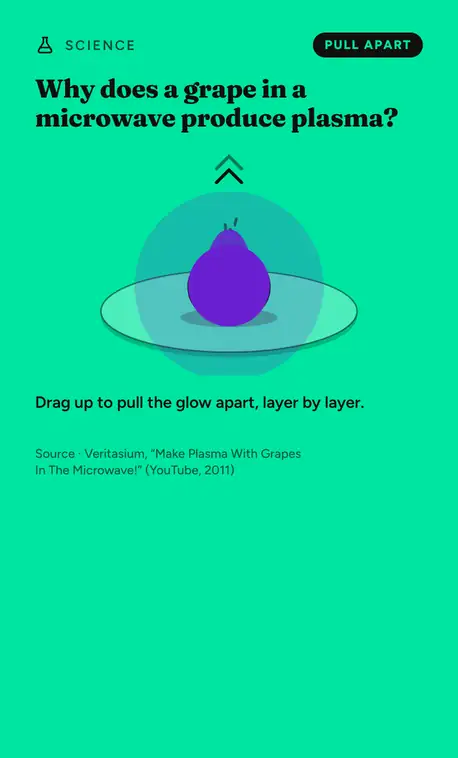 SCIENCE
PULL APART
Why does a grape in a
microwave produce plasma?
Drag up to pull the glow apart, layer by layer.
Source · Veritasium, "Make Plasma With Grapes
In The Microwave!" (YouTube, 2011)